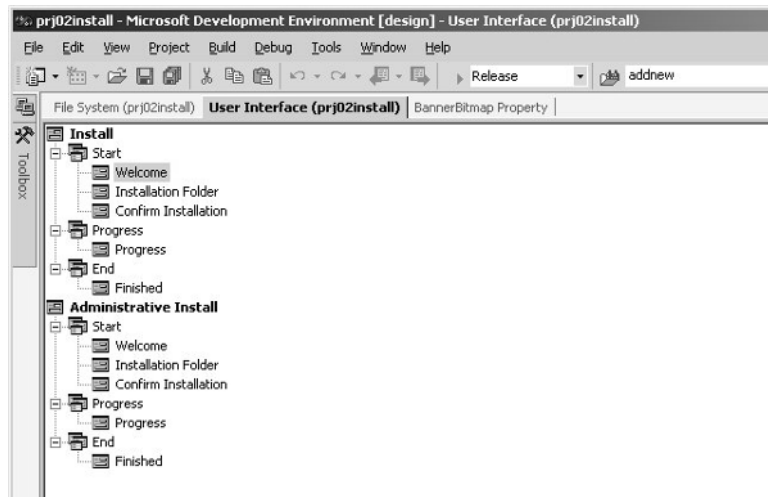 prj02install - Microsoft Development Environment [design] - User Interface (prj02install)
File Edit View Project Build Debug Tools Window Help
Release addnew
File System (prj02install) User Interface (prj02install) BannerBitmap Property
Toolbox
Install
Start
Welcome
Installation Folder
Confirm Installation
Progress
Progress
End
Finished
Administrative Install
Start
Welcome
Installation Folder
Confirm Installation
Progress
Progress
End
Finished